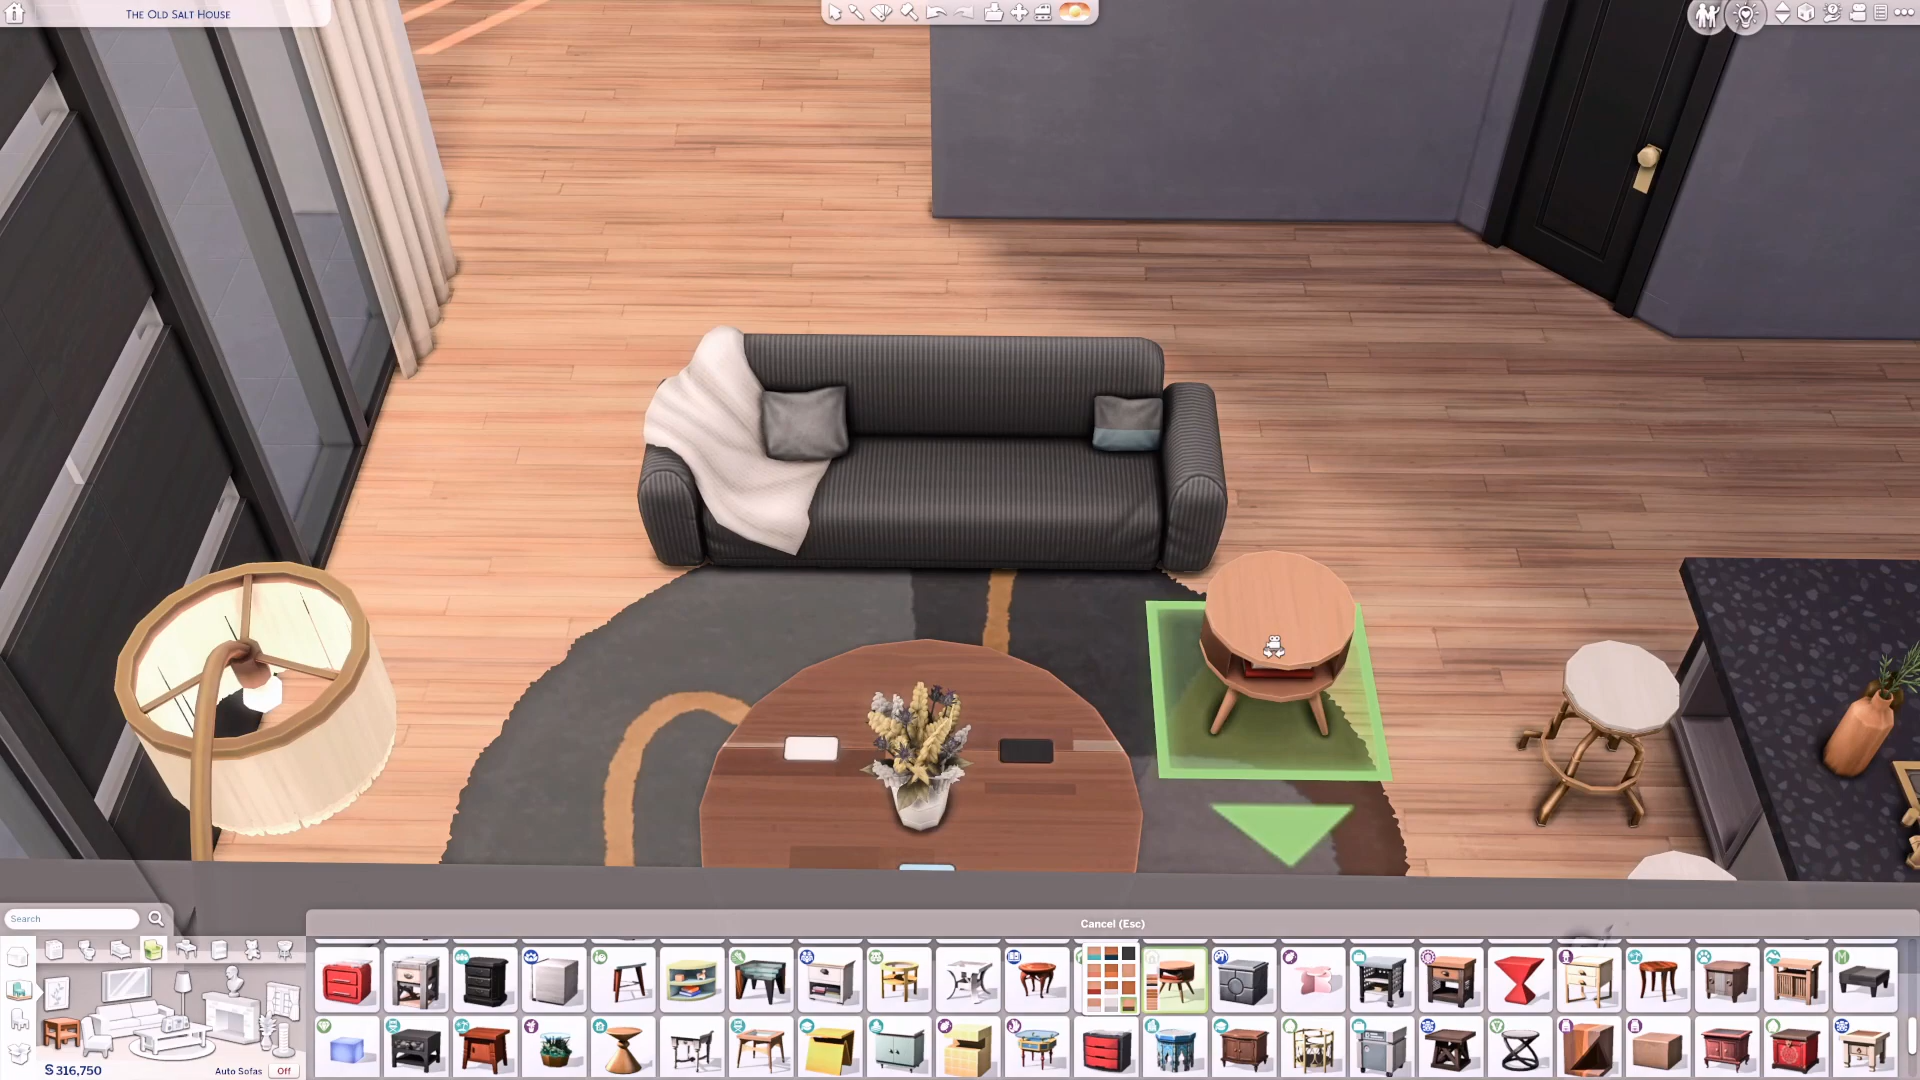 The Old Salt House
Cancel (Esc)
Search
S 316,750
Auto Sofas Off